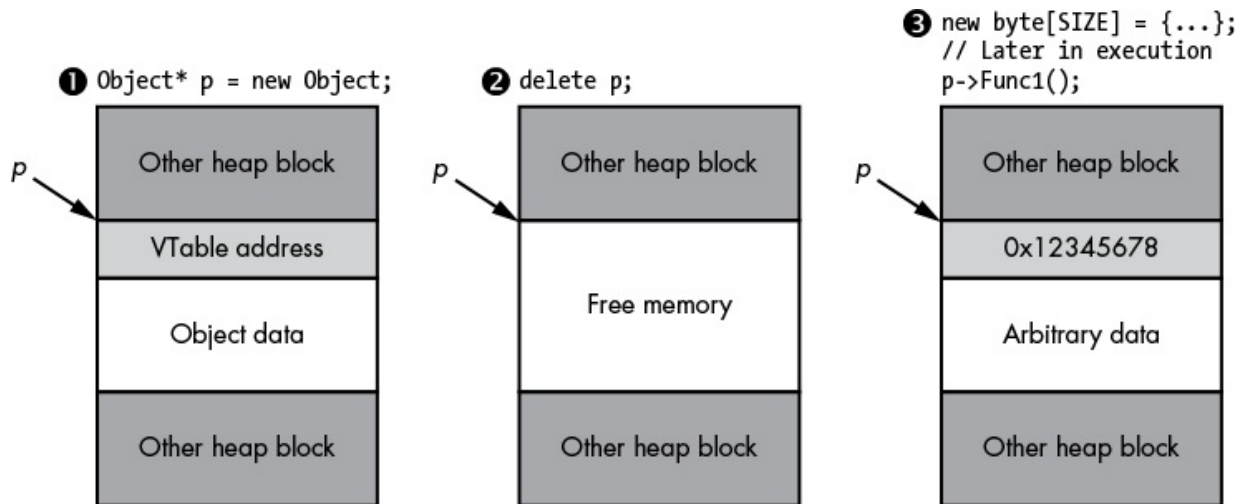 ❶ Object* p = new Object;
p
Other heap block
VTable address
Object data
Other heap block
❷ delete p;
p
Other heap block
Free memory
Other heap block
❸ new byte[SIZE] = {...};
// Later in execution
p->Func1();
p
Other heap block
0x12345678
Arbitrary data
Other heap block